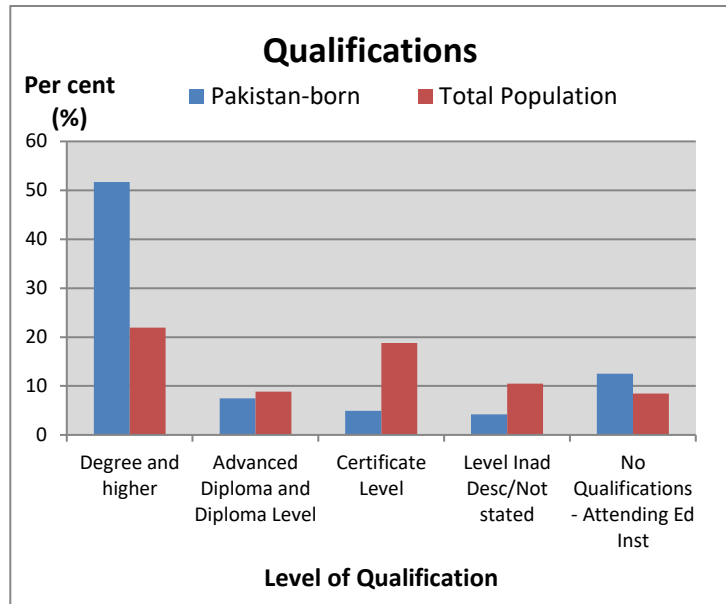 Qualifications
Per cent
(%)
Pakistan-born
Total Population
60
50
40
30
20
10
0
Degree and
higher
Advanced
Diploma and
Diploma Level
Certificate
Level
Level Inad
Desc/Not
stated
No
Qualifications
- Attending Ed
Inst
Level of Qualification